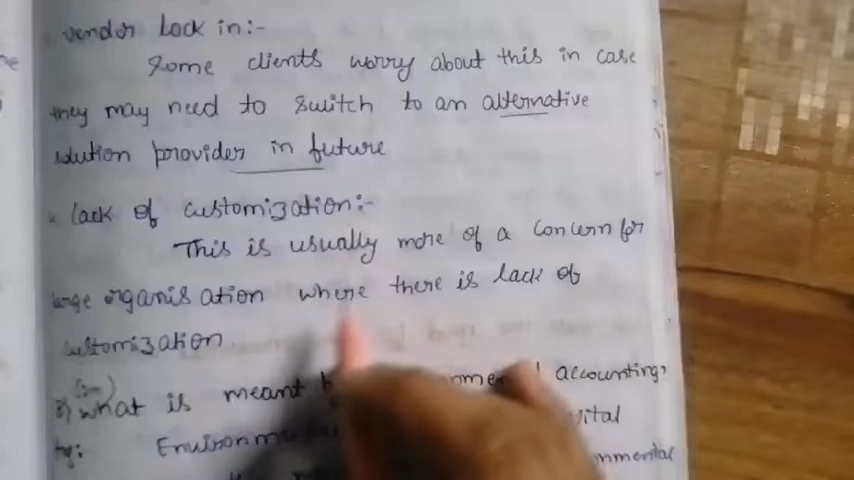 vendor Lock in:-
Some clients worry about this in case
they may need to switch to an alternative
solution provider in future
lack of customization:-
This is usually more of a concern for
large organisation where there is lack of
customization
what is meant accounting?
Environm
nmental